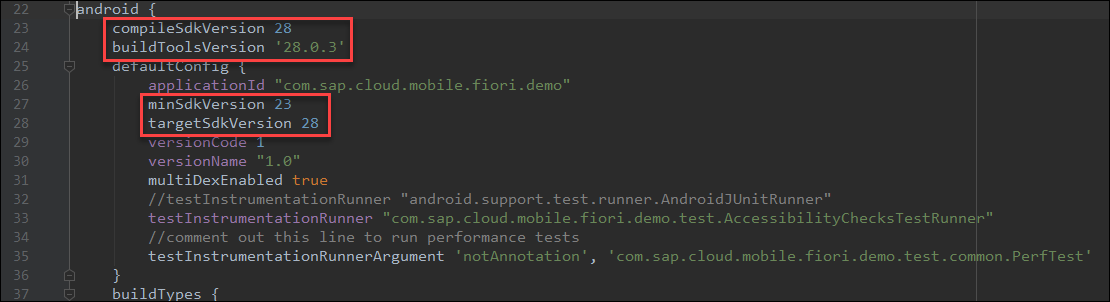 22 android {
23 compileSdkVersion 28
24 buildToolsVersion '28.0.3'
25 defaultConfig {
26 applicationId "com.sap.cloud.mobile.fiori.demo"
27 minSdkVersion 23
28 targetSdkVersion 28
29 versionCode 1
30 versionName "1.0"
31 multiDexEnabled true
32 //testInstrumentationRunner "android.support.test.runner.AndroidJUnitRunner"
33 testInstrumentationRunner "com.sap.cloud.mobile.fiori.demo.test.AccessibilityChecksTestRunner"
34 //comment out this line to run performance tests
35 testInstrumentationRunnerArgument 'notAnnotation', 'com.sap.cloud.mobile.fiori.demo.test.common.PerfTest'
36 }
37 buildTypes {